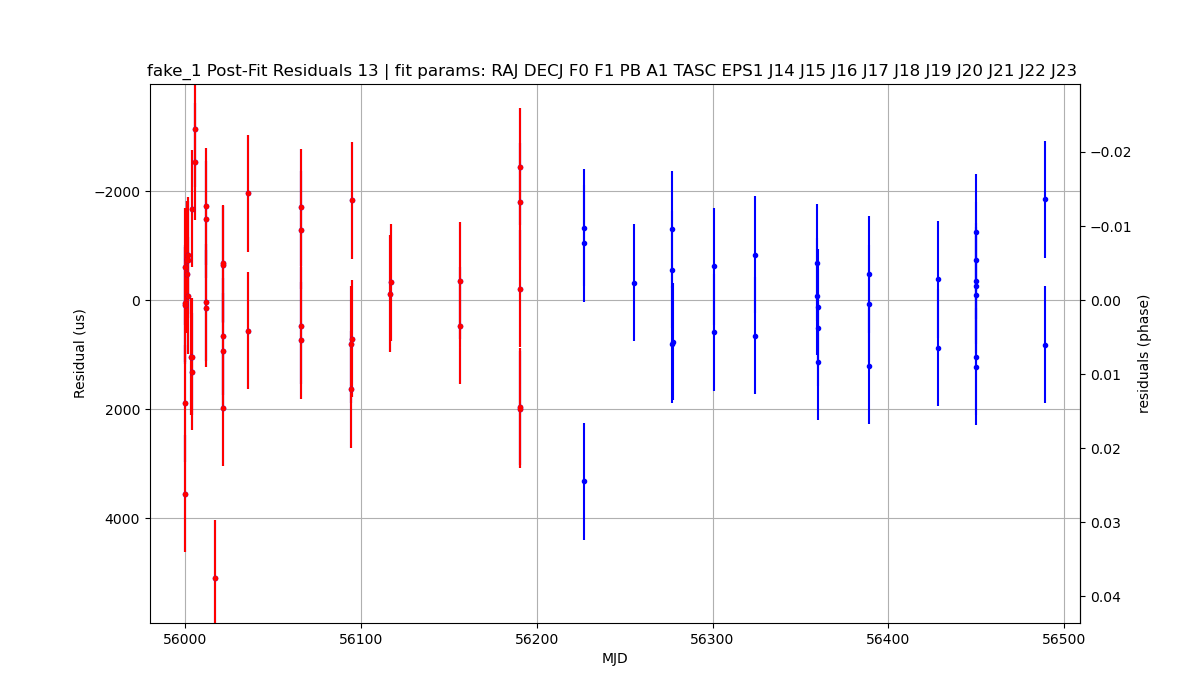 fake_1 Post-Fit Residuals 13 | fit params: RAJ DECJ F0 F1 PB A1 TASC EPS1 J14 J15 J16 J17 J18 J19 J20 J21 J22 J23
Residual (us)
−2000
0
2000
4000
−0.02
−0.01
0.00
0.01
0.02
0.03
0.04
residuals (phase)
56000 56100 56200 56300 56400 56500
MJD